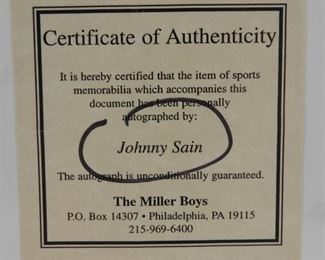 Certificate of Authenticity
It is hereby certified that the item of sports
memorabilia which accompanies this
document has been personally
autographed by:
Johnny Sain
The autograph is unconditionally guaranteed.
The Miller Boys
P.O. Box 14307 • Philadelphia, PA 19115
215-969-6400